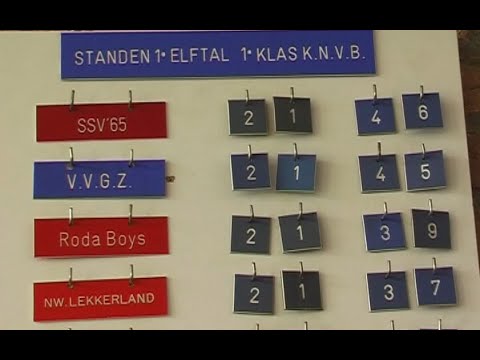 STANDEN 1e ELFTAL 1e KLAS K.N.V.B.
SSV'65 2 1 4 6
V.V.G.Z. 2 1 4 5
Roda Boys 2 1 3 9
NW. LEKKERLAND 2 1 3 7